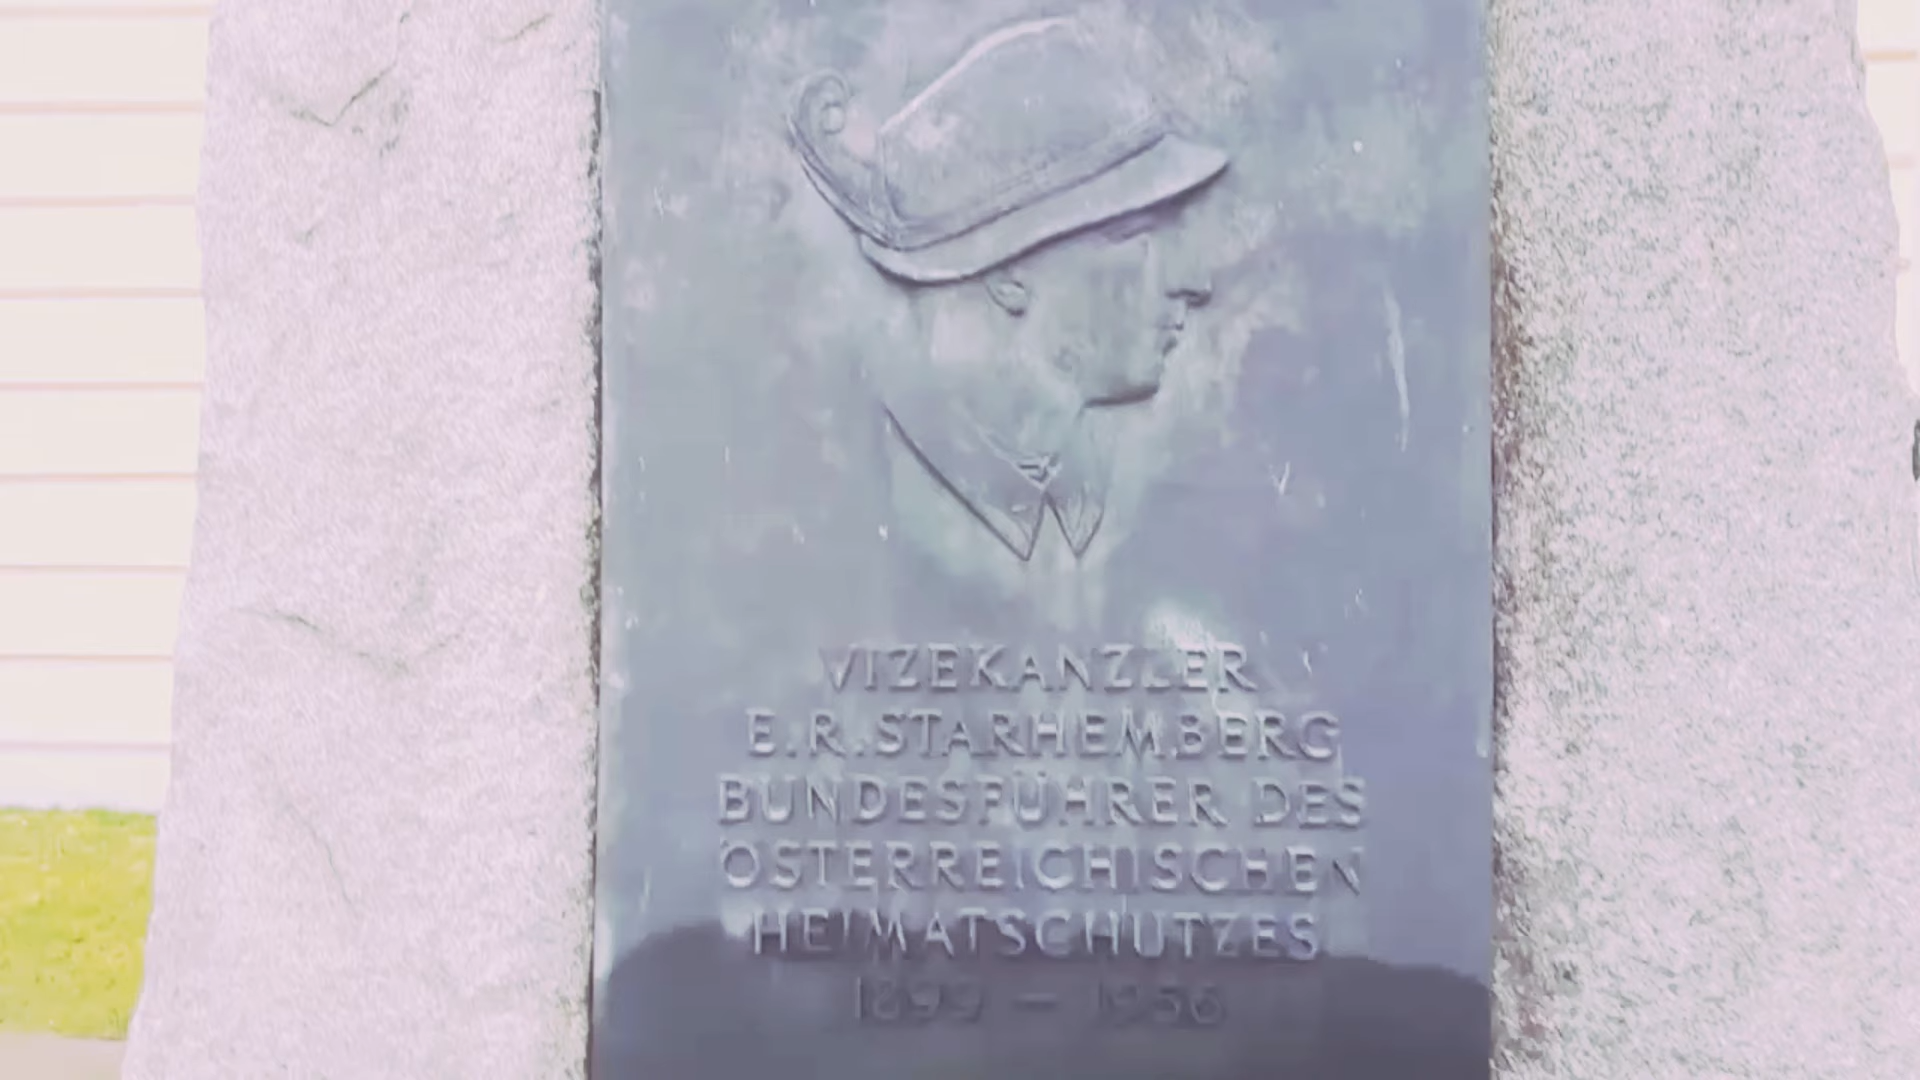 VIZEKANZLER
E.R.STARHEMBERG
BUNDESFÜHRER DES
ÖSTERREICHISCHEN
HEIMATSCHUTZES
1899 – 1956